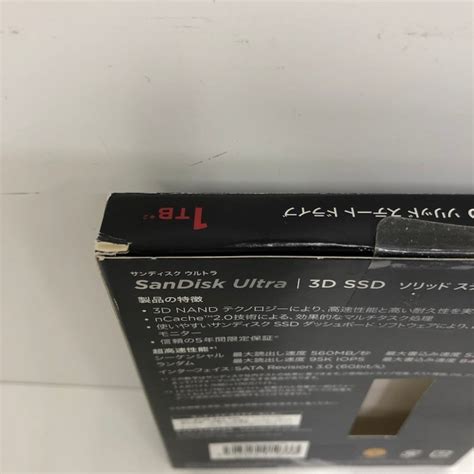 1TB*2
D ソリッド ステート ドライブ
サンディスク ウルトラ
SanDisk Ultra | 3D SSD ソリッド ス
製品の特徴
• 3D NAND テクノロジーにより、高速性能と高い耐久性を実
• nCache™ 2.0技術による、効果的な マルチタスク処理
• 使いやすいサンディスク SSD ダッシュボード ソフトウェアにより
モニター
• 信頼の5年間限定保証*
超高速性能*1
シーケンシャル 最大読出し速度 560MB/秒 最大書込み速度
ランダム 最大読出し速度 95K IOPS 最大書込み
インターフェイス: SATA Revision 3.0 (6Gbit/s)